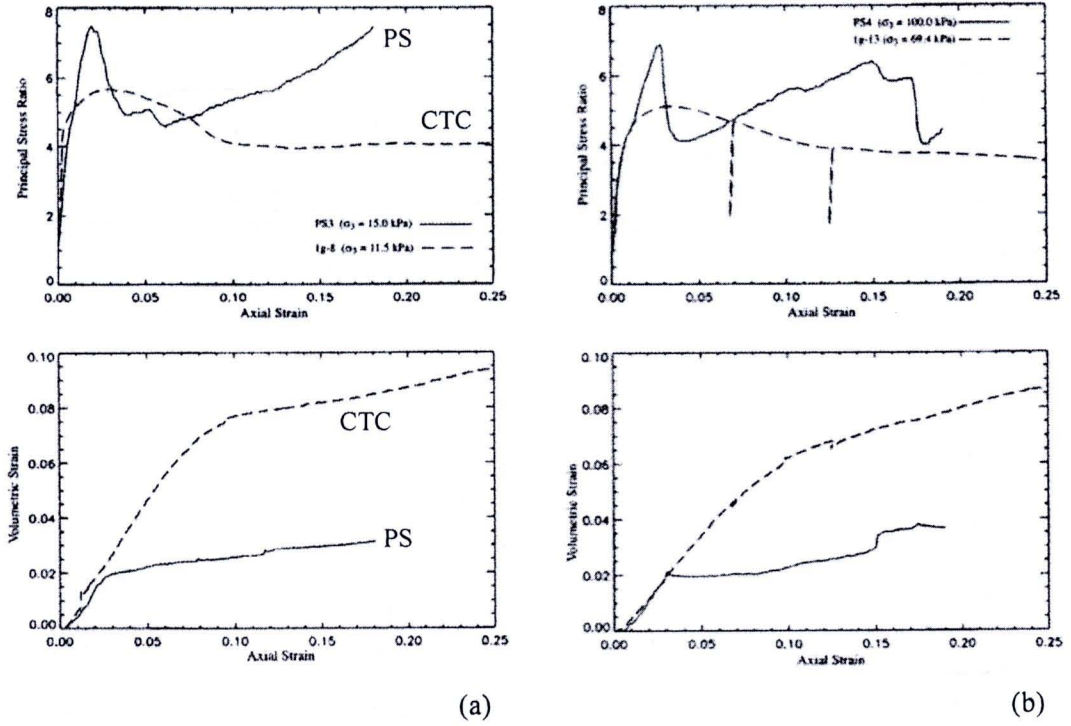 8
6
4
2
0
Principal Stress Ratio
PS
CTC
PS3 (σ₃ = 15.0 kPa)
1g-8 (σ₃ = 11.5 kPa)
0.00 0.05 0.10 0.15 0.20 0.25
Axial Strain
8
6
4
2
0
Principal Stress Ratio
PS4 (σ₃ = 100.0 kPa)
1g-13 (σ₃ = 69.4 kPa)
0.00 0.05 0.10 0.15 0.20 0.25
Axial Strain
0.10
0.08
0.06
0.04
0.02
0.00
Volumetric Strain
CTC
PS
0.00 0.05 0.10 0.15 0.20 0.25
Axial Strain
0.10
0.08
0.06
0.04
0.02
0.00
Volumetric Strain
0.00 0.05 0.10 0.15 0.20 0.25
Axial Strain
(a)
(b)